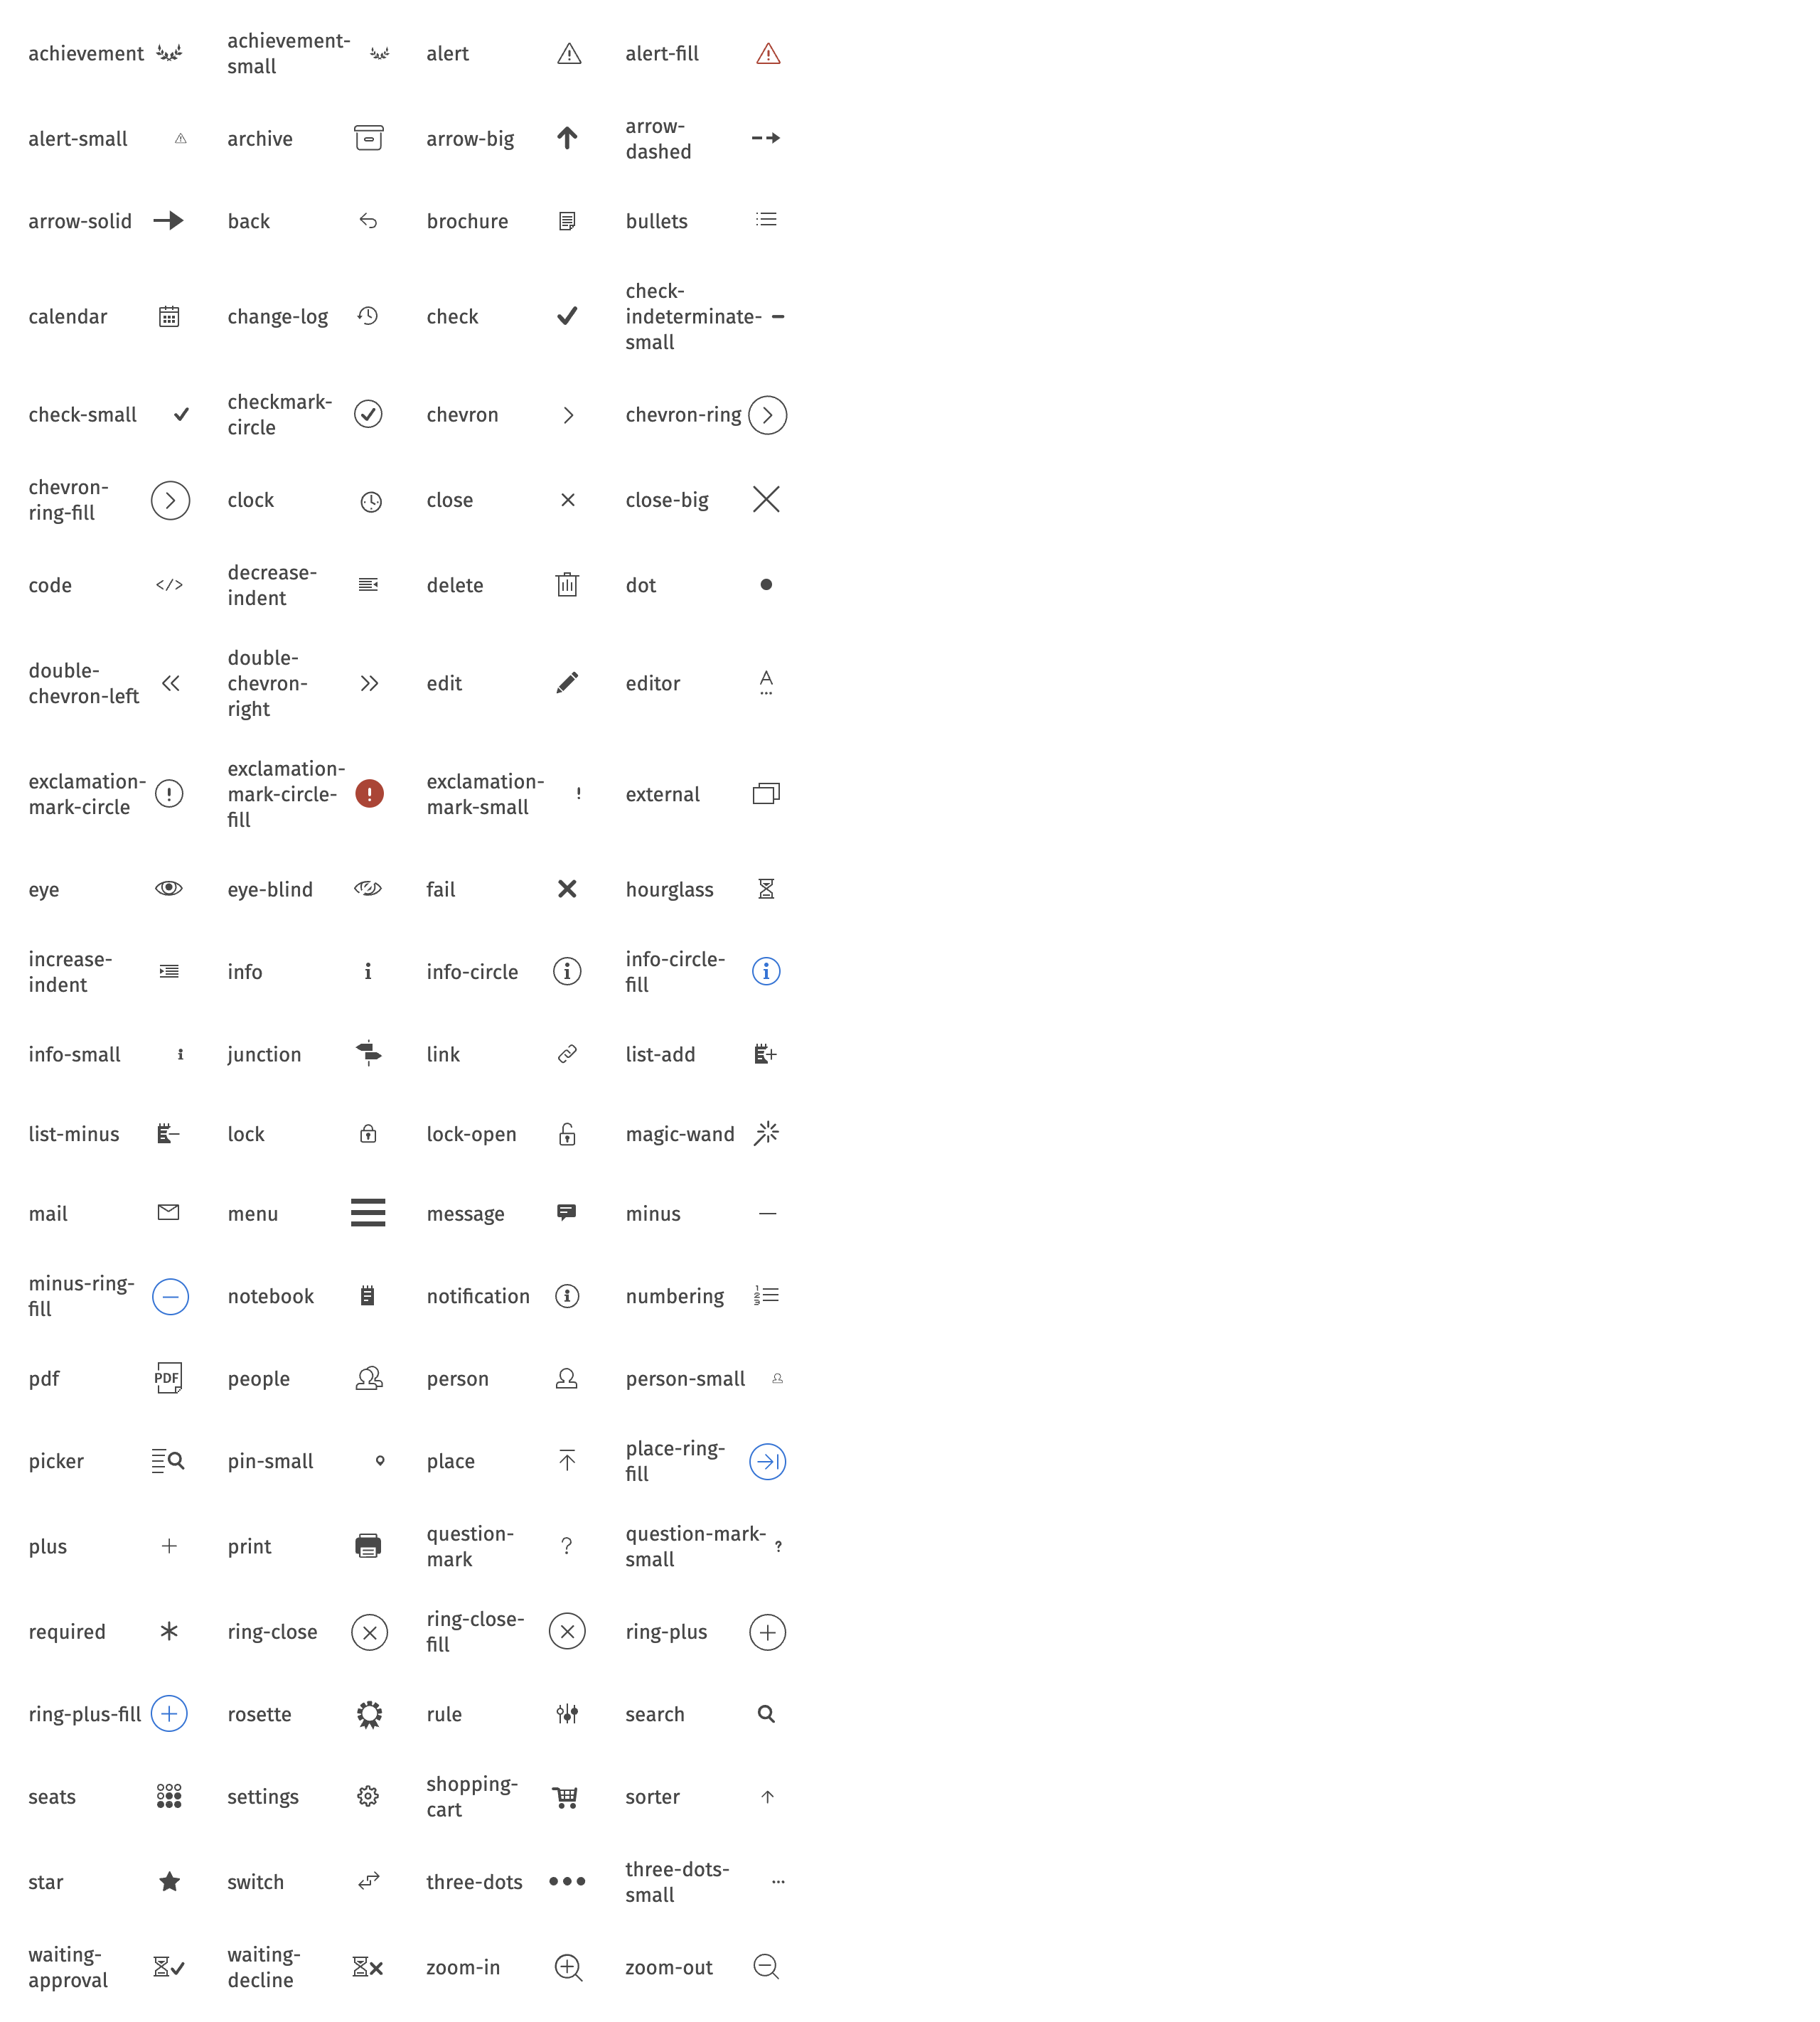 achievement
achievement-
small
alert
alert-fill
alert-small
archive
arrow-big
arrow-
dashed
arrow-solid
back
brochure
bullets
calendar
change-log
check
check-
indeterminate-
small
check-small
checkmark-
circle
chevron
chevron-ring
chevron-
ring-fill
clock
close
close-big
code
decrease-
indent
delete
dot
double-
chevron-left
double-
chevron-
right
edit
editor
A
exclamation-
mark-circle
exclamation-
mark-circle-
fill
exclamation-
mark-small
external
eye
eye-blind
fail
hourglass
increase-
indent
info
info-circle
info-circle-
fill
info-small
junction
link
list-add
list-minus
lock
lock-open
magic-wand
mail
menu
message
minus
minus-ring-
fill
notebook
notification
numbering
1
2
3
pdf
PDF
people
person
person-small
picker
pin-small
place
place-ring-
fill
plus
print
question-
mark
?
question-mark-
small
?
required
ring-close
ring-close-
fill
ring-plus
ring-plus-fill
rosette
rule
search
seats
settings
shopping-
cart
sorter
star
switch
three-dots
three-dots-
small
waiting-
approval
waiting-
decline
zoom-in
zoom-out